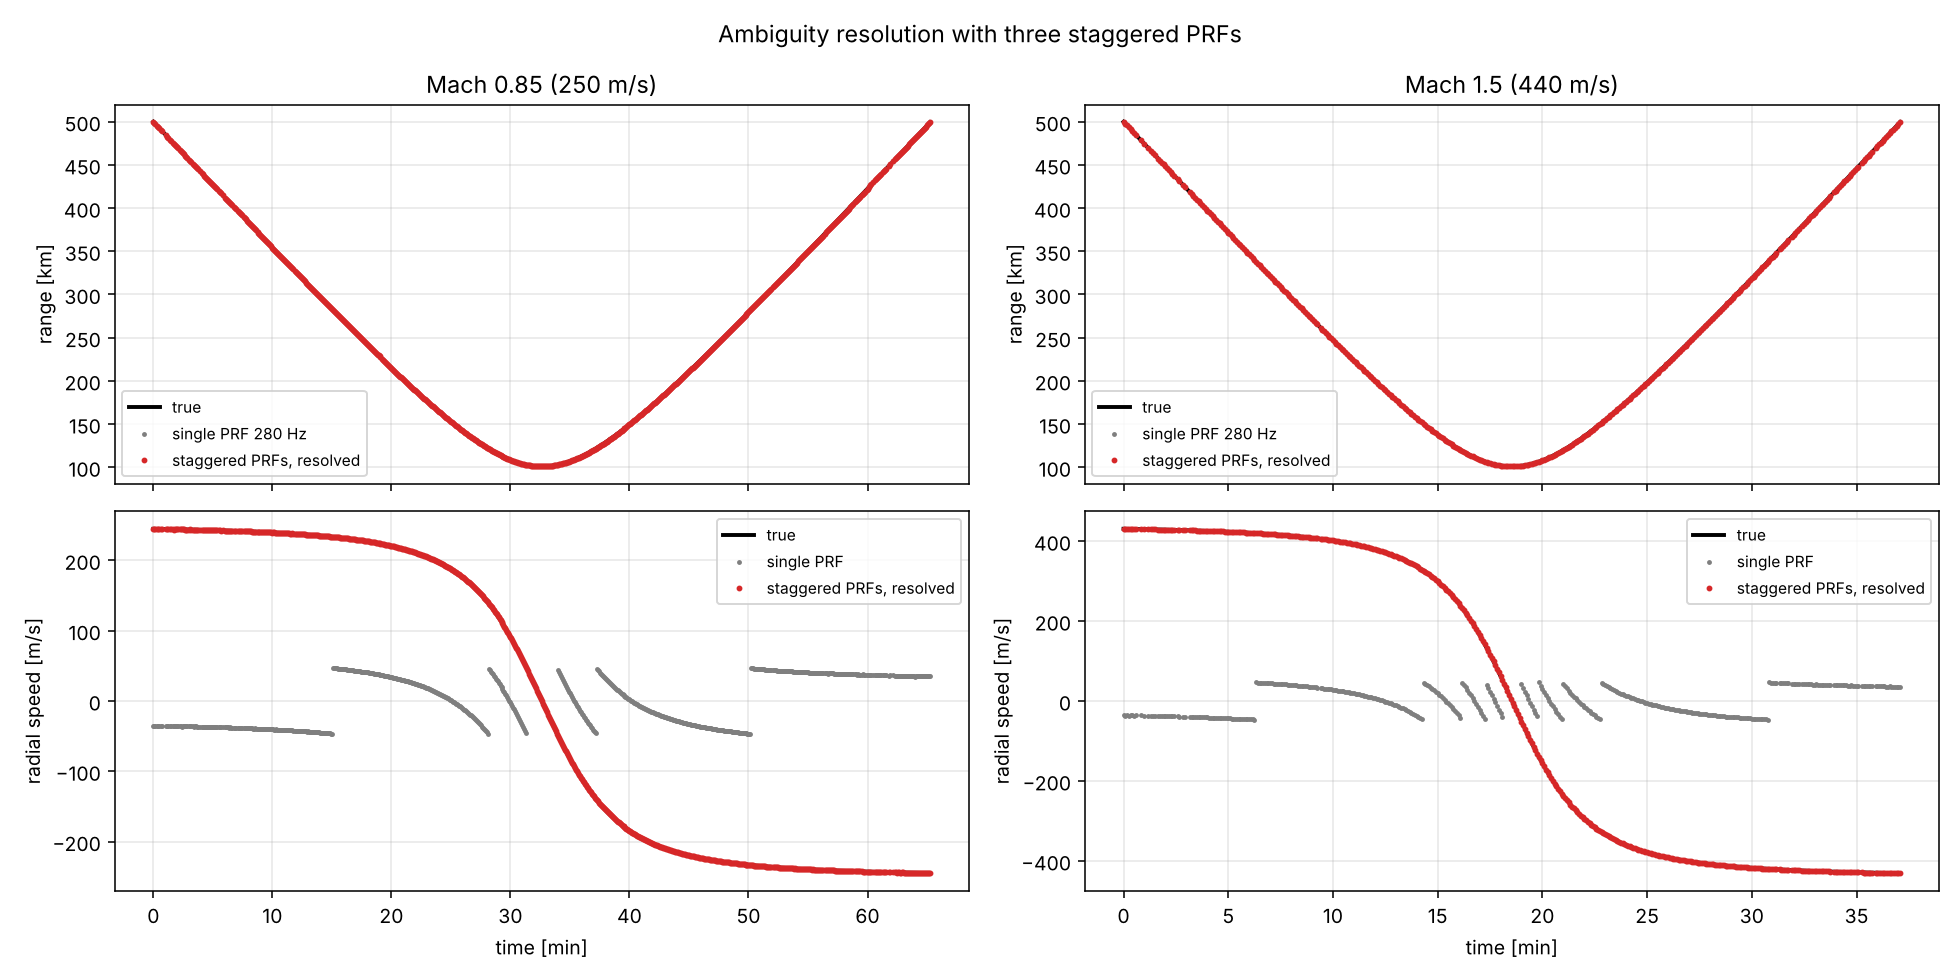 Ambiguity resolution with three staggered PRFs
Mach 0.85 (250 m/s)
500
450
400
350
300
250
200
150
100
range [km]
true
single PRF 280 Hz
staggered PRFs, resolved
Mach 1.5 (440 m/s)
500
450
400
350
300
250
200
150
100
range [km]
true
single PRF 280 Hz
staggered PRFs, resolved
200
100
0
−100
−200
radial speed [m/s]
true
single PRF
staggered PRFs, resolved
0 10 20 30 40 50 60
time [min]
400
200
0
−200
−400
radial speed [m/s]
true
single PRF
staggered PRFs, resolved
0 5 10 15 20 25 30 35
time [min]